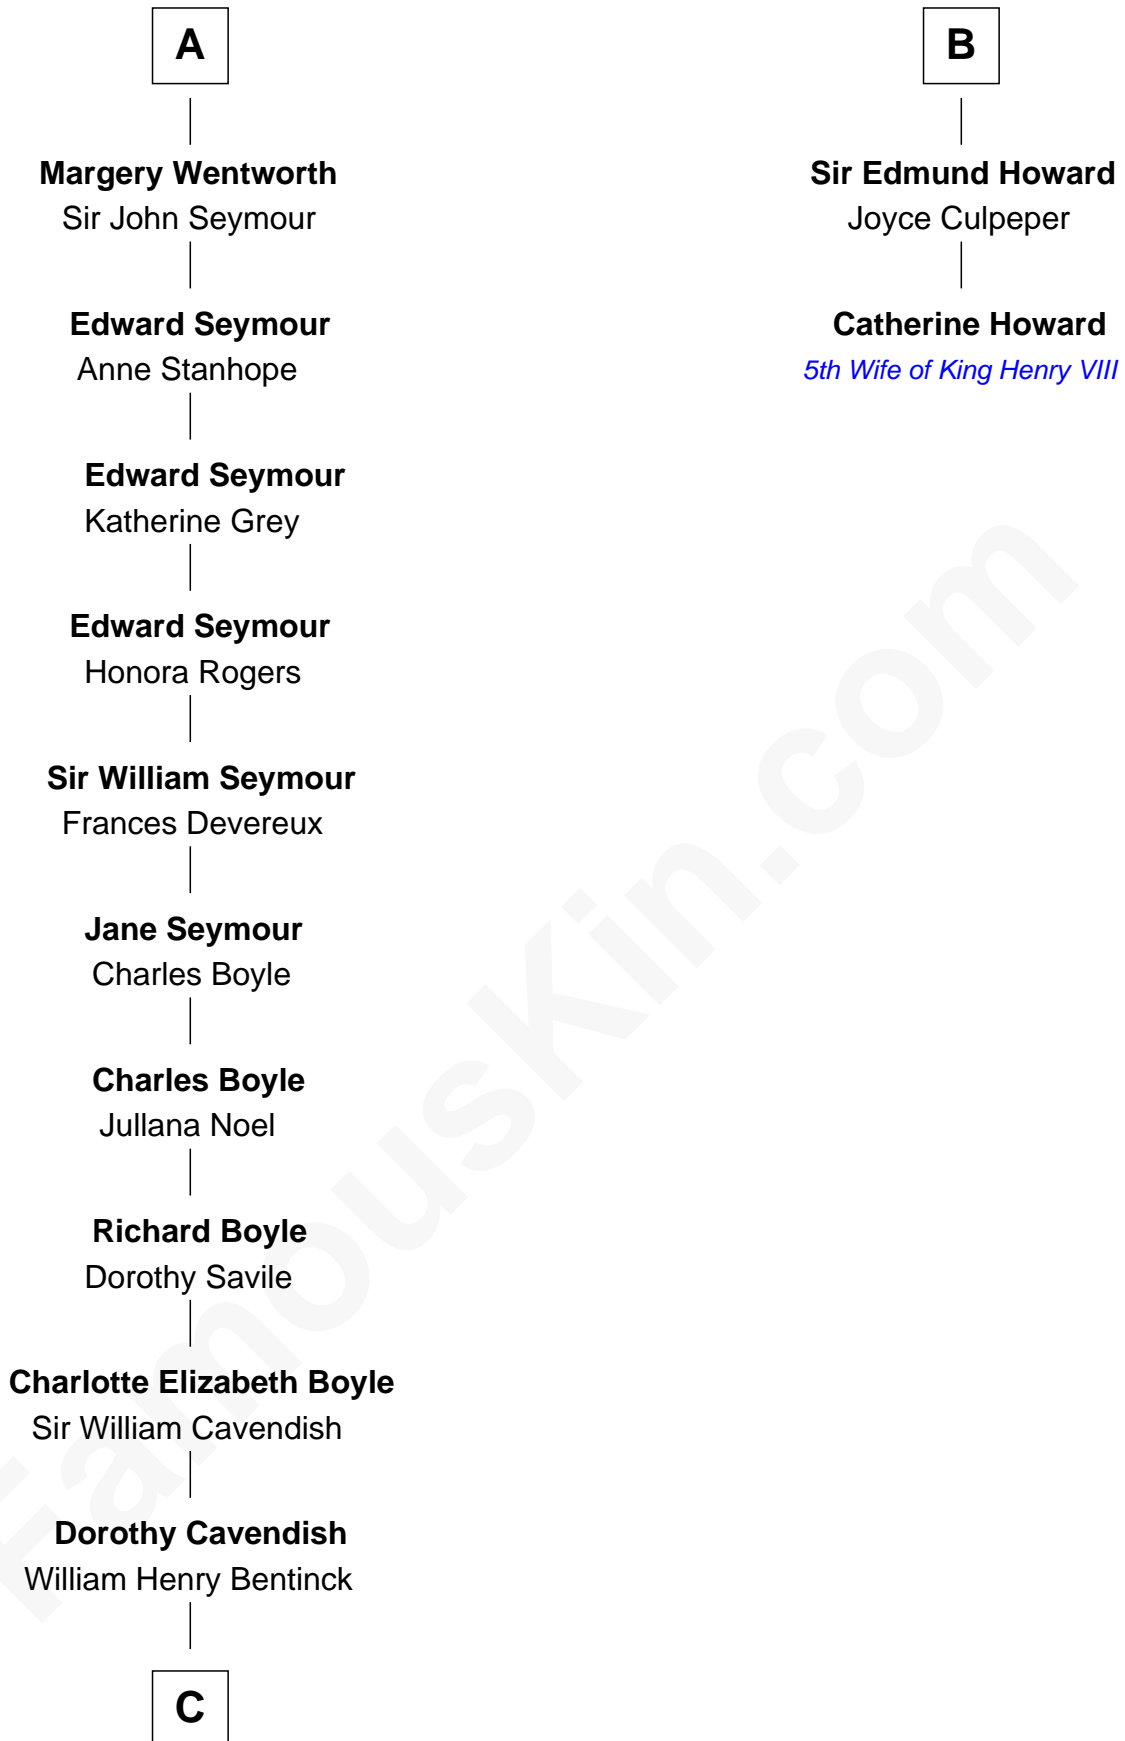 A
Margery Wentworth
Sir John Seymour
Edward Seymour
Anne Stanhope
Edward Seymour
Katherine Grey
Edward Seymour
Honora Rogers
Sir William Seymour
Frances Devereux
Jane Seymour
Charles Boyle
Charles Boyle
Jullana Noel
Richard Boyle
Dorothy Savile
Charlotte Elizabeth Boyle
Sir William Cavendish
Dorothy Cavendish
William Henry Bentinck
C
B
Sir Edmund Howard
Joyce Culpeper
Catherine Howard
5th Wife of King Henry VIII
FamousKin.com